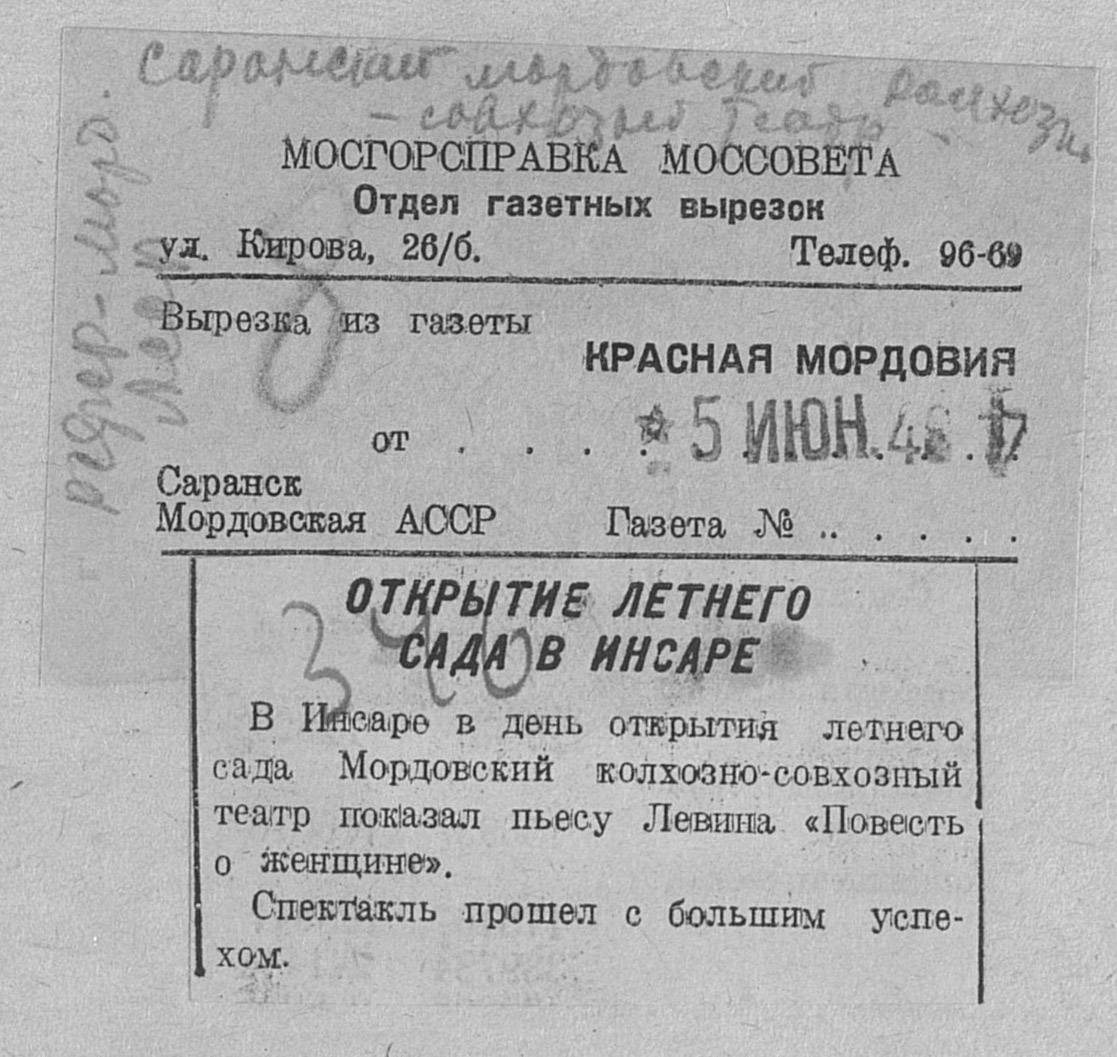 Саранский мордовский колхозно
- совхозный театр -
МОСГОРСПРАВКА МОССОВЕТА
Отдел газетных вырезок
ул. Кирова, 26/б. Телеф. 96-69
Вырезка из газеты
КРАСНАЯ МОРДОВИЯ
от . . . . 5 ИЮН. 46
Саранск
Мордовская АССР Газета № .. . . . .
ОТКРЫТИЕ ЛЕТНЕГО
САДА В ИНСАРЕ
В Инсаре в день открытия летнего
сада Мордовский колхозно-совхозный
театр показал пьесу Левина «Повесть
о женщине».
Спектакль прошел с большим успе-
хом.